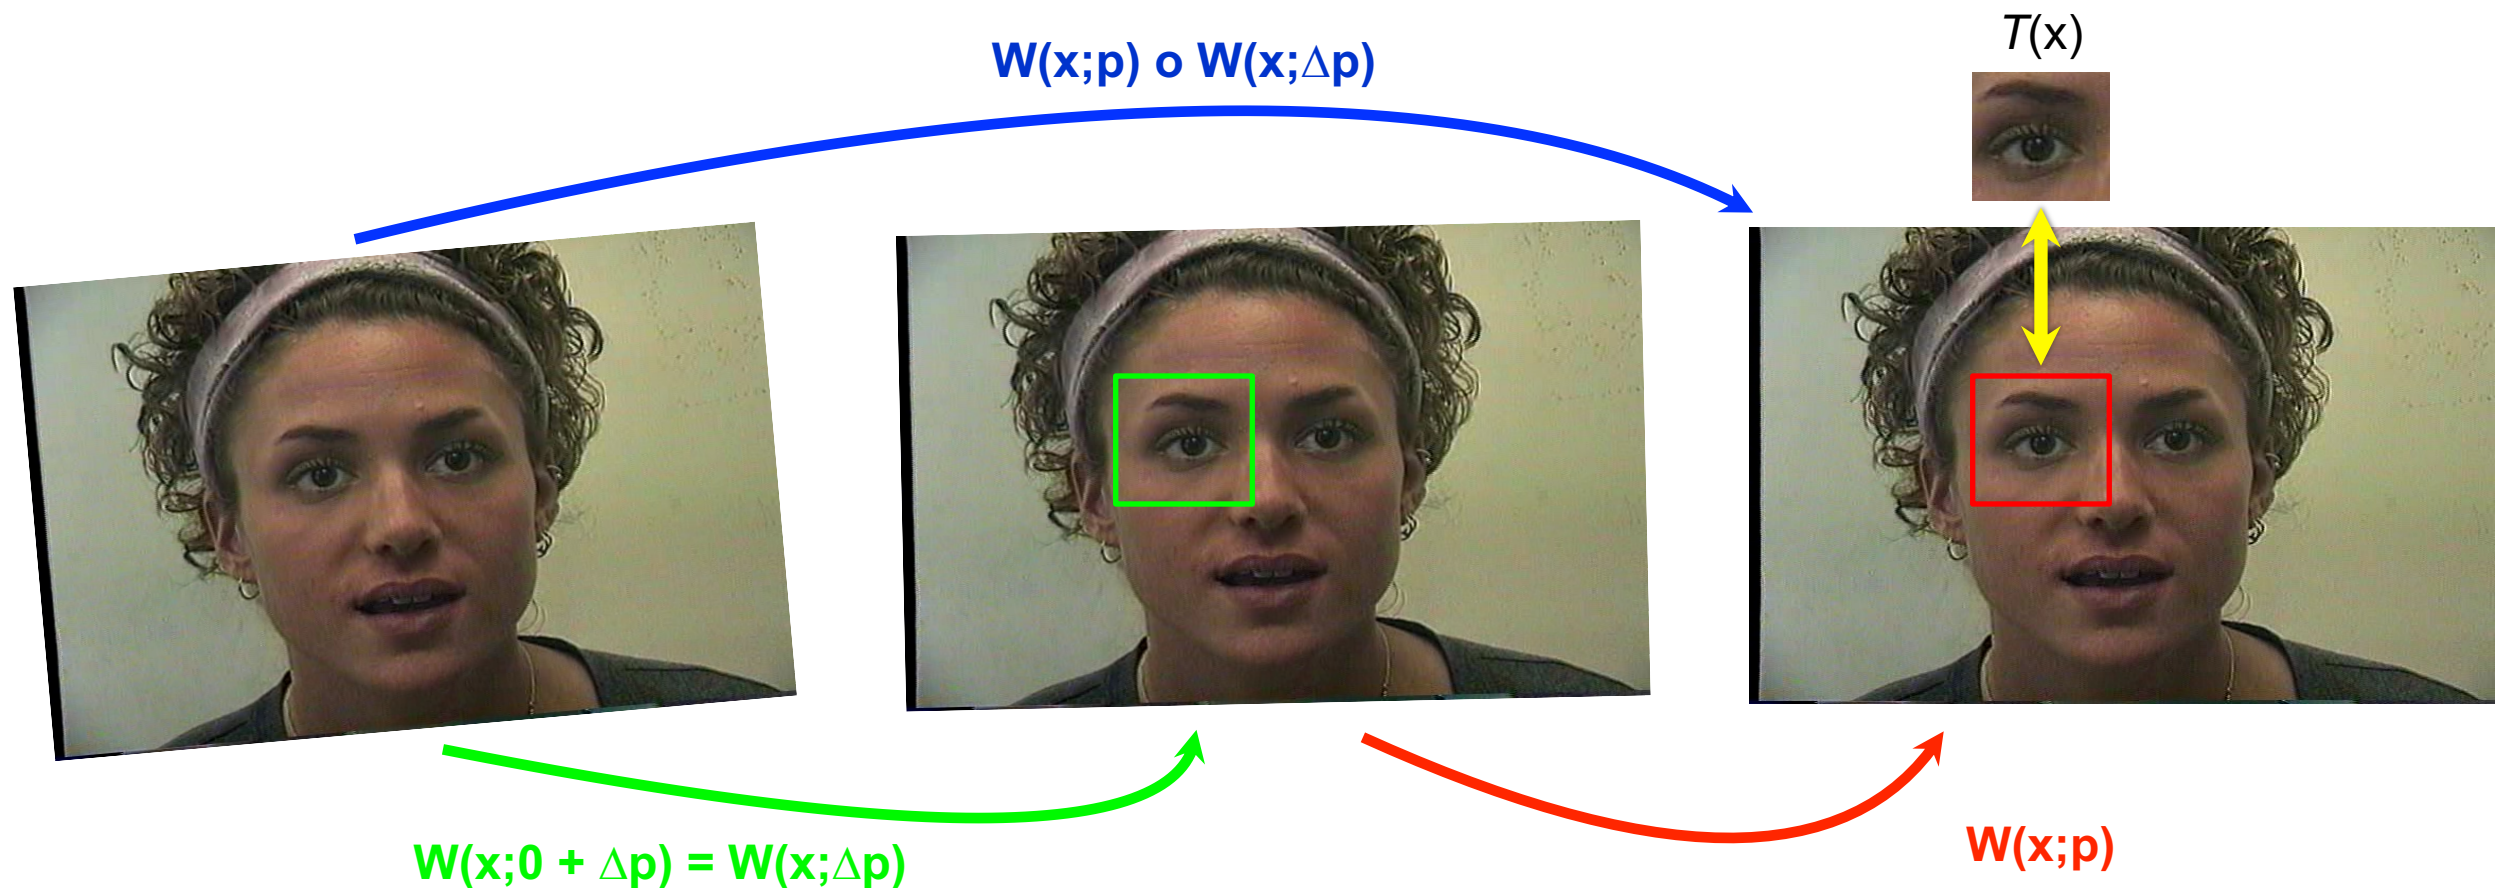 T(x)
W(x;p) o W(x;Δp)
W(x;0 + Δp) = W(x;Δp)
W(x;p)